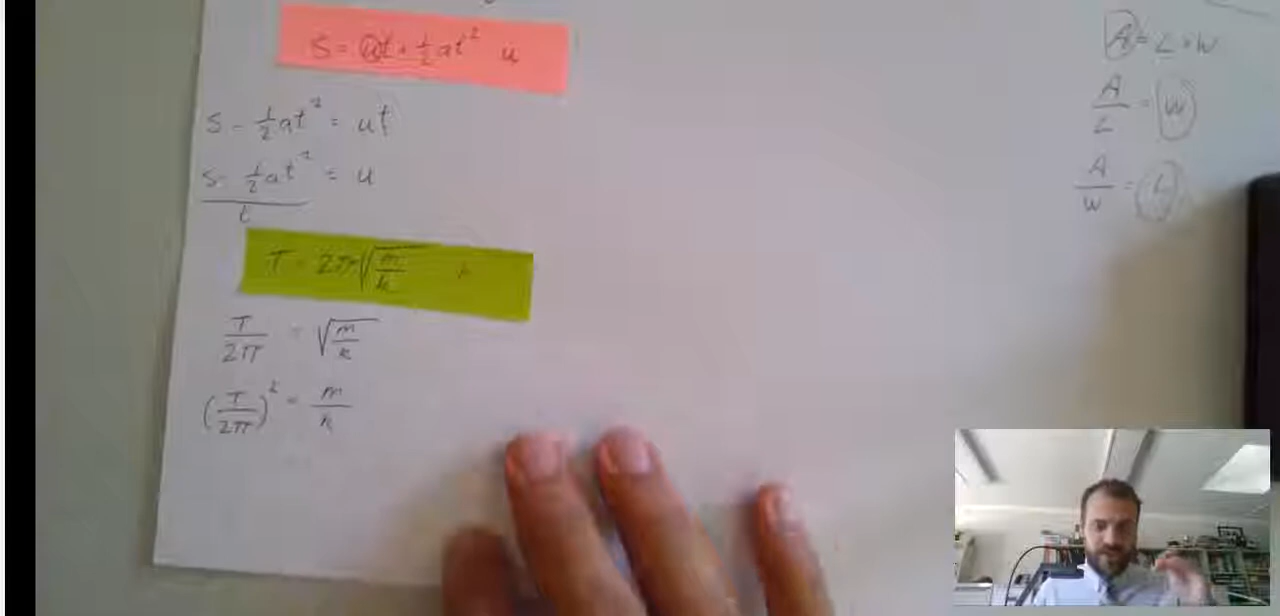 S = ut + ½at² u
S - ½at² = ut
S - ½at² = u
t
T = 2π√m/k k
T/2π = √m/k
(T/2π)² = m/k
A = L × W
A/L = W
A/W = L